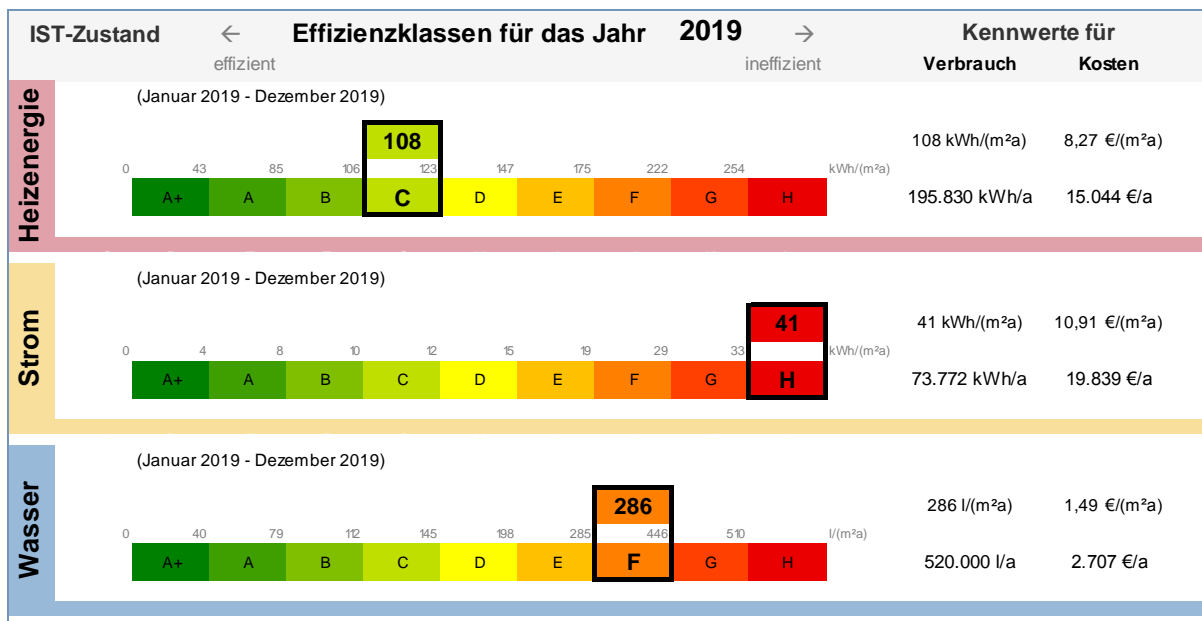 IST-Zustand ← Effizienzklassen für das Jahr 2019 → Kennwerte für
effizient ineffizient Verbrauch Kosten
Heizenergie
(Januar 2019 - Dezember 2019)
108 108 kWh/(m²a) 8,27 €/(m²a)
0 43 85 106 123 147 175 222 254 kWh/(m²a)
A+ A B C D E F G H 195.830 kWh/a 15.044 €/a
Strom
(Januar 2019 - Dezember 2019)
41 41 kWh/(m²a) 10,91 €/(m²a)
0 4 8 10 12 15 19 29 33 kWh/(m²a)
A+ A B C D E F G H 73.772 kWh/a 19.839 €/a
Wasser
(Januar 2019 - Dezember 2019)
286 286 l/(m²a) 1,49 €/(m²a)
0 40 79 112 145 198 285 446 510 l/(m²a)
A+ A B C D E F G H 520.000 l/a 2.707 €/a